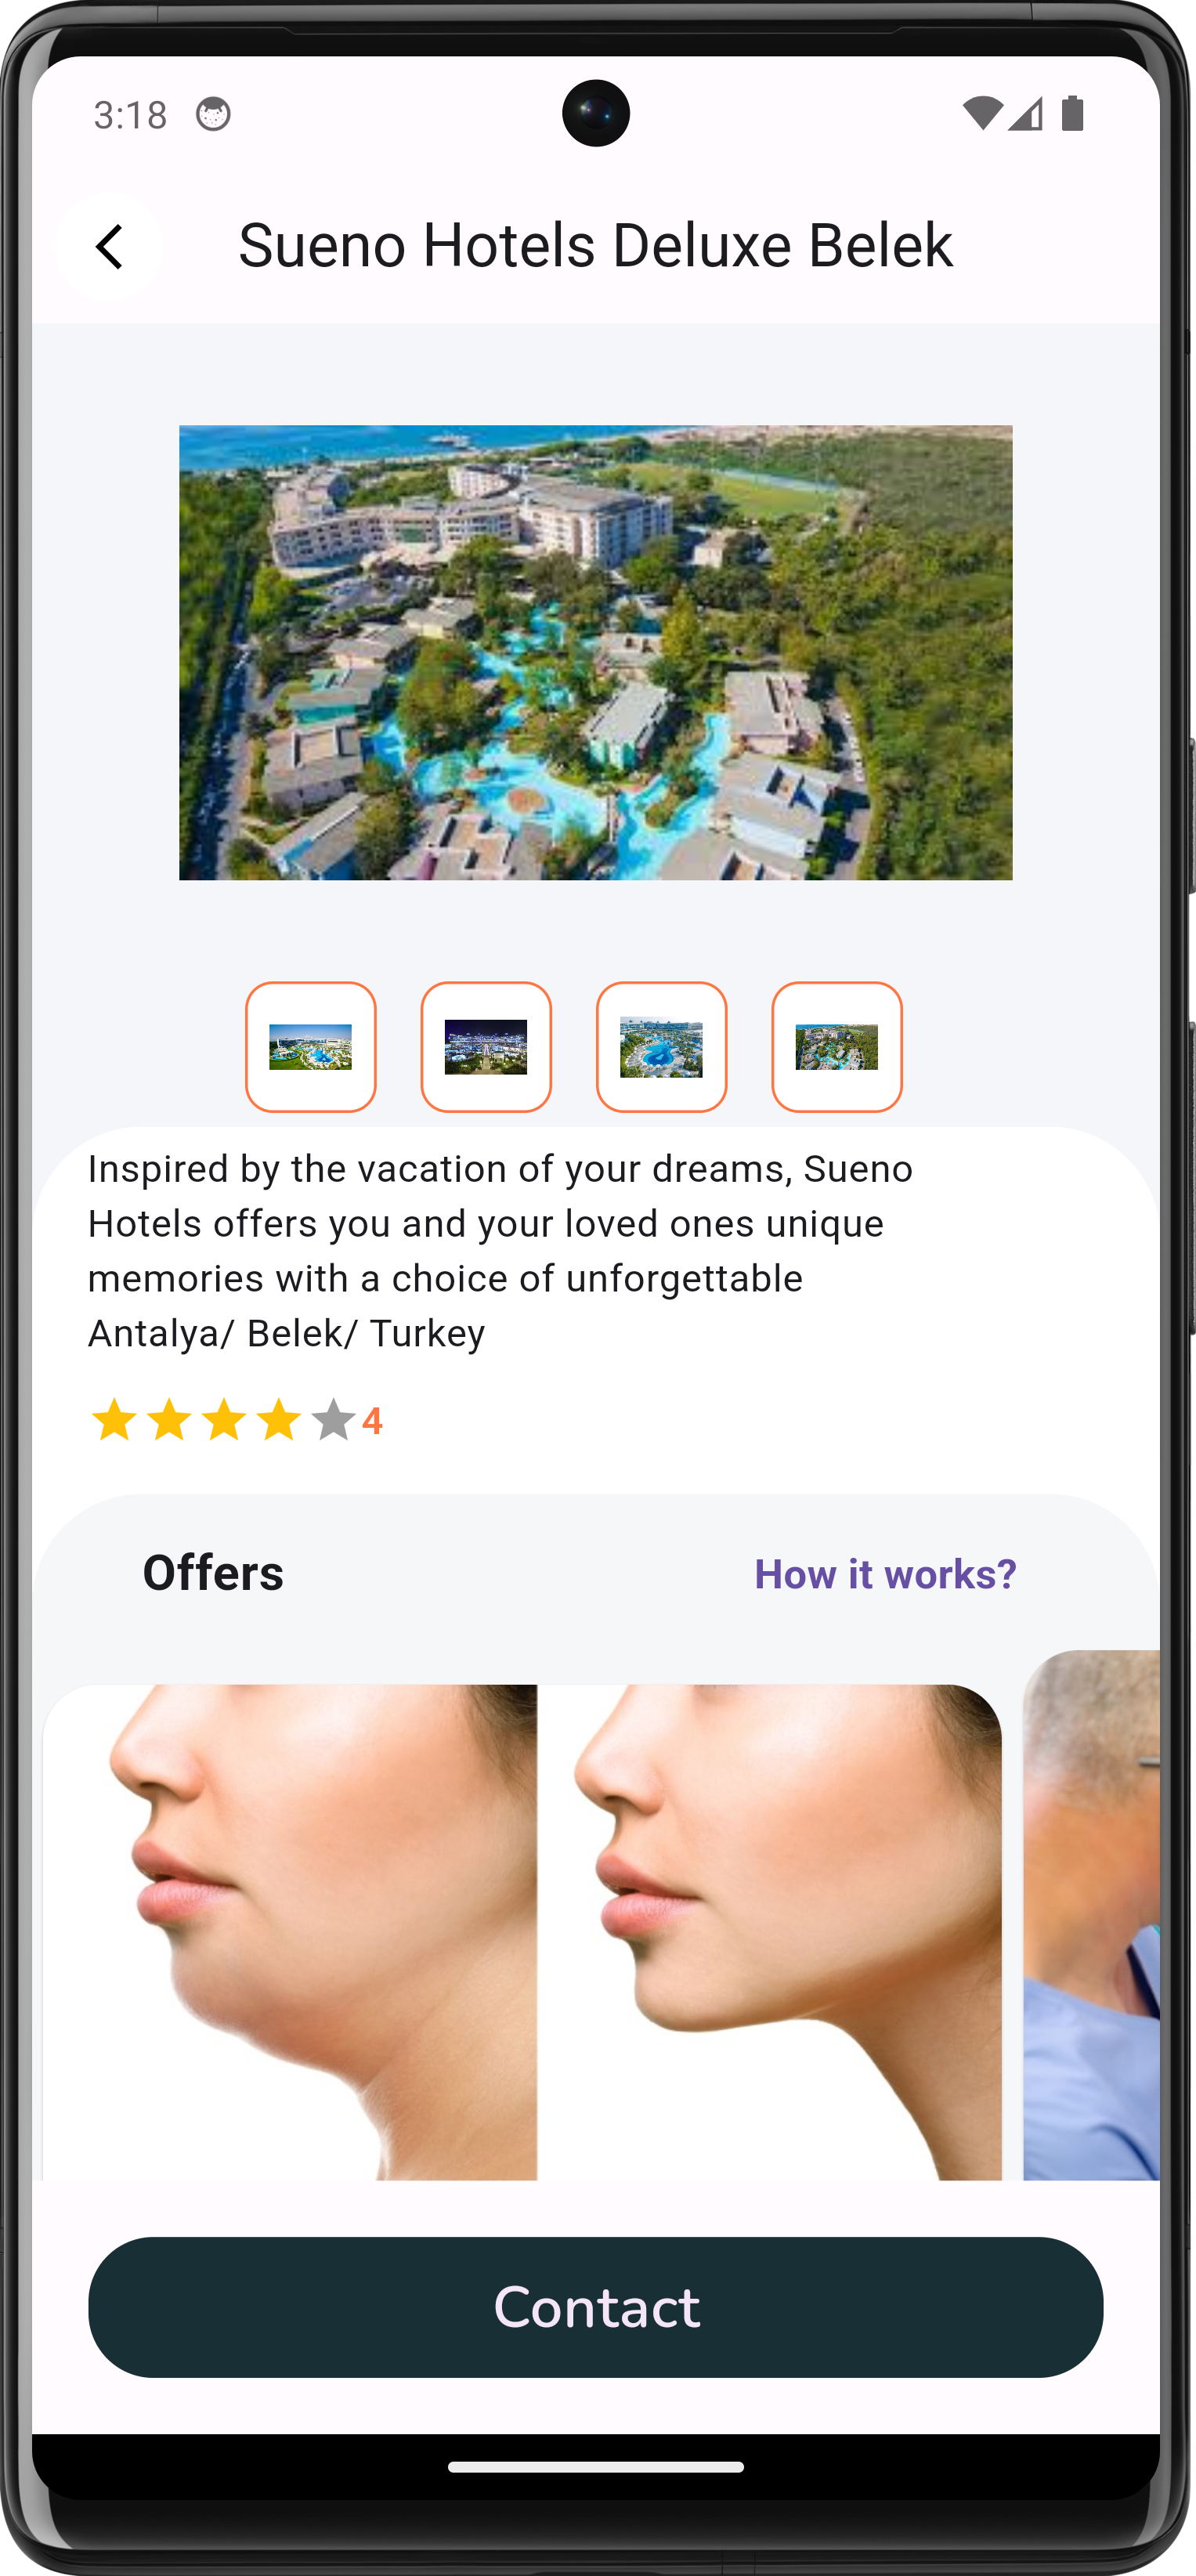 3:18
Sueno Hotels Deluxe Belek
Inspired by the vacation of your dreams, Sueno
Hotels offers you and your loved ones unique
memories with a choice of unforgettable
Antalya/ Belek/ Turkey
4
Offers
How it works?
Contact